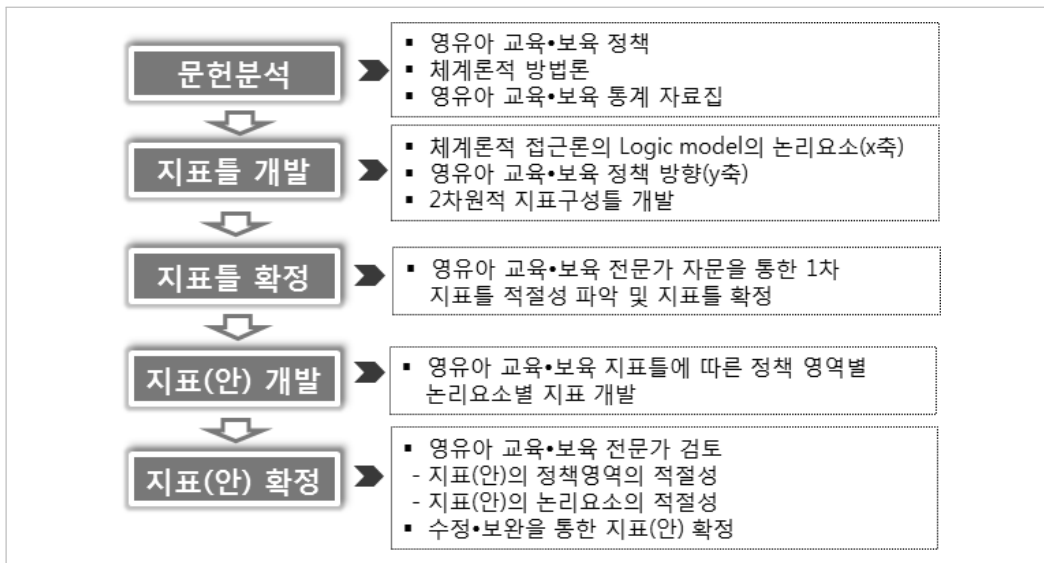 문헌분석
▪ 영유아 교육•보육 정책
▪ 체계론적 방법론
▪ 영유아 교육•보육 통계 자료집
지표틀 개발
▪ 체계론적 접근론의 Logic model의 논리요소(x축)
▪ 영유아 교육•보육 정책 방향(y축)
▪ 2차원적 지표구성틀 개발
지표틀 확정
▪ 영유아 교육•보육 전문가 자문을 통한 1차
지표틀 적절성 파악 및 지표틀 확정
지표(안) 개발
▪ 영유아 교육•보육 지표틀에 따른 정책 영역별
논리요소별 지표 개발
지표(안) 확정
▪ 영유아 교육•보육 전문가 검토
- 지표(안)의 정책영역의 적절성
- 지표(안)의 논리요소의 적절성
▪ 수정•보완을 통한 지표(안) 확정